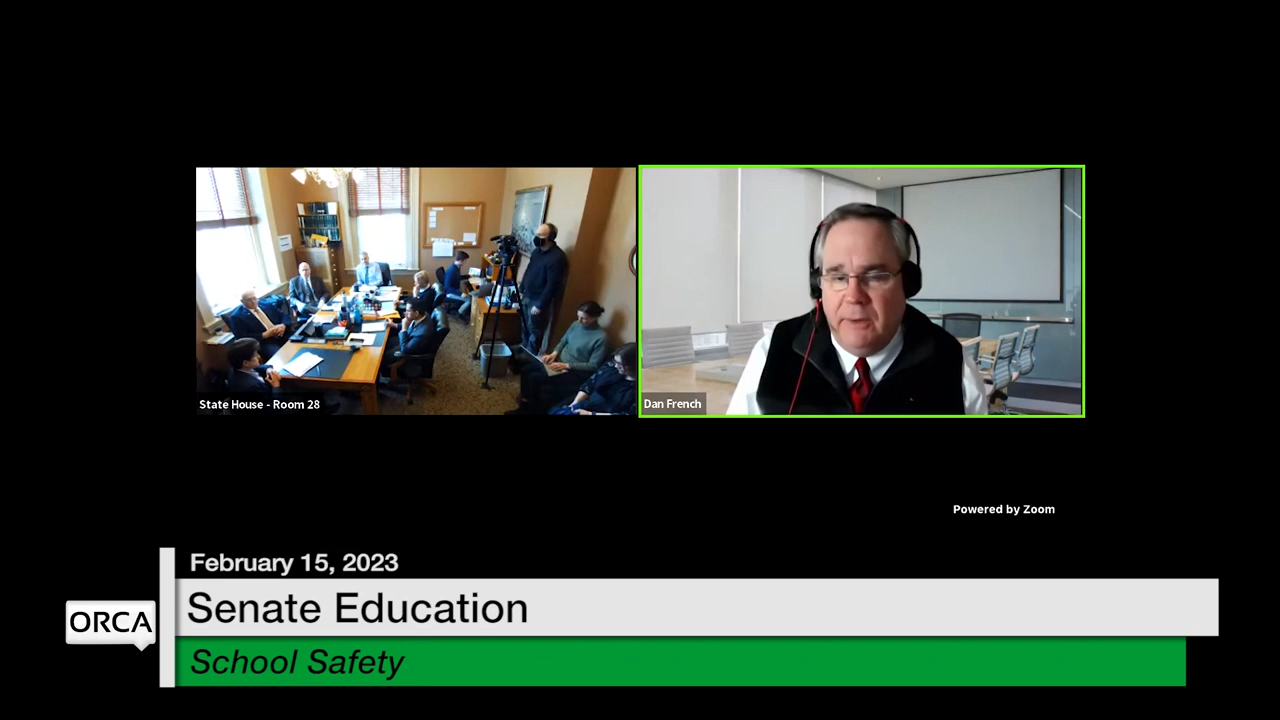 State House - Room 28
Dan French
Powered by Zoom
February 15, 2023
Senate Education
ORCA
School Safety